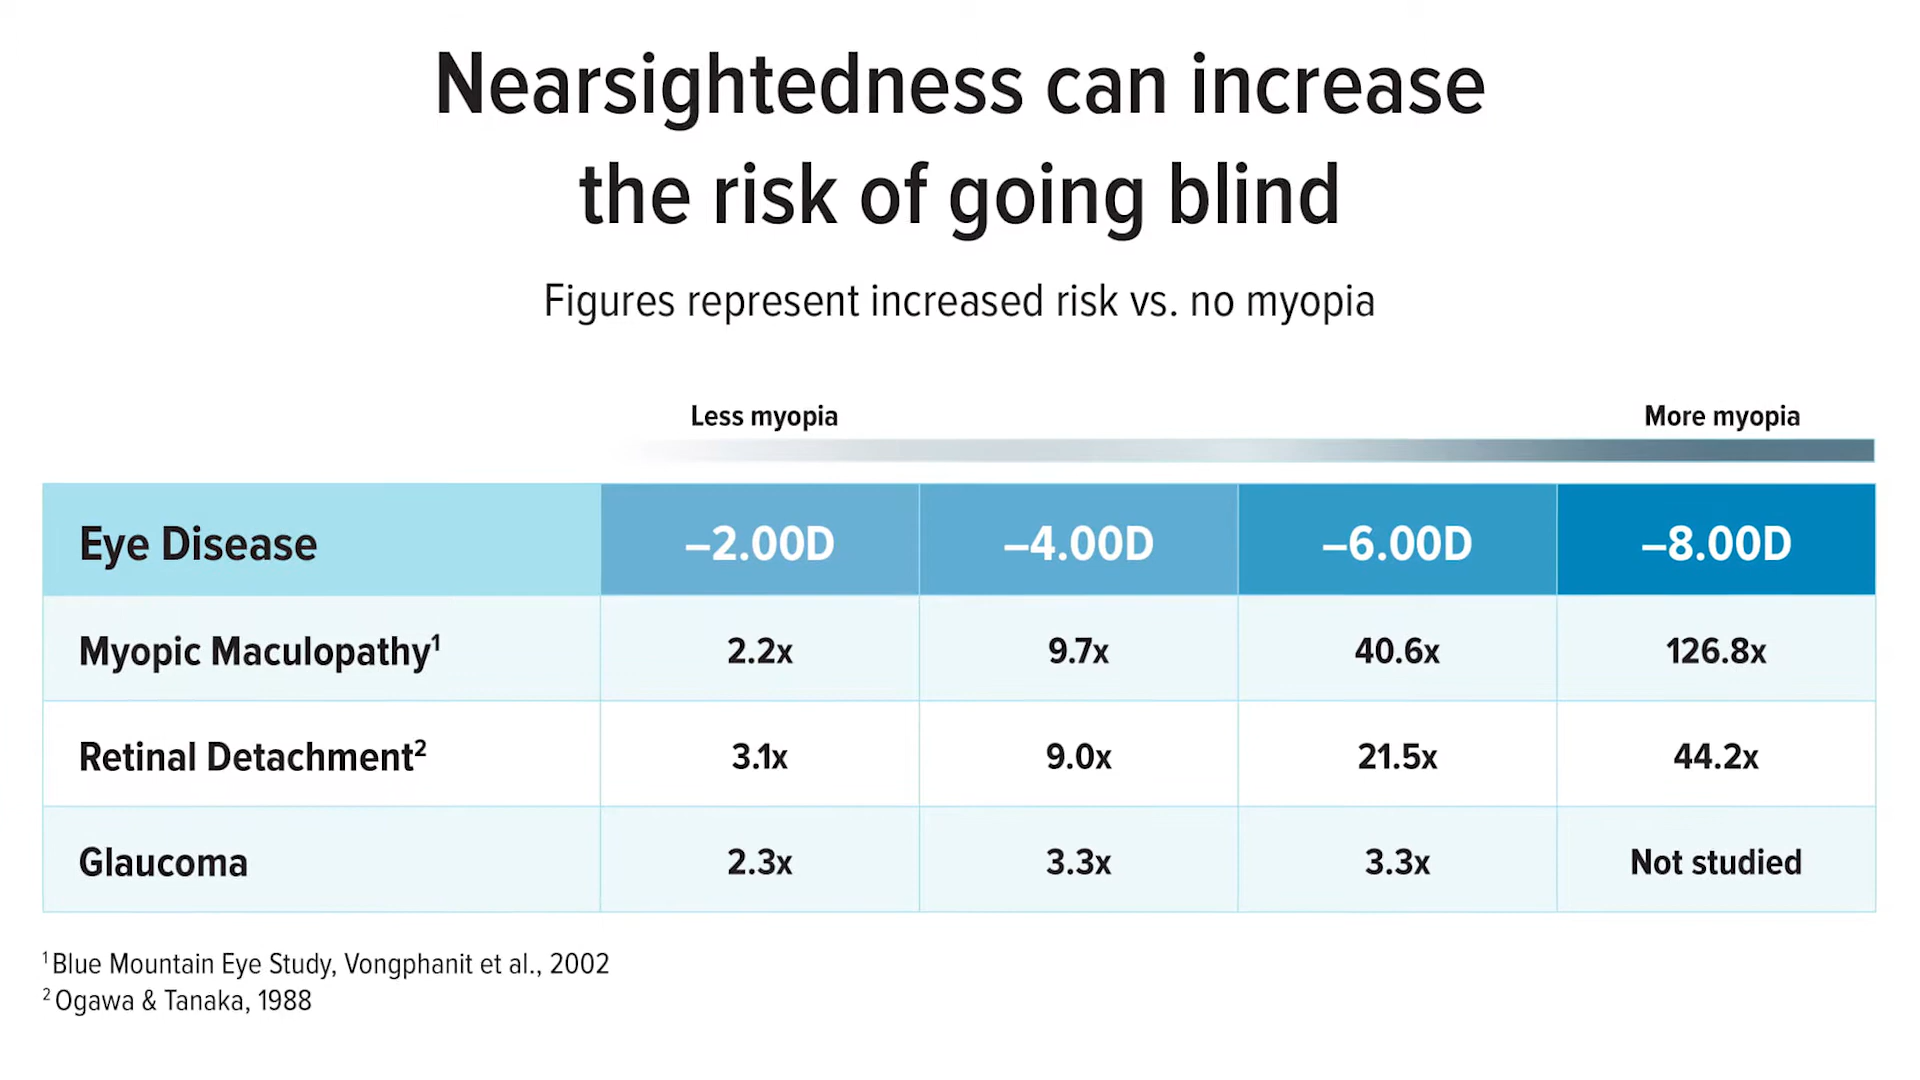 Nearsightedness can increase
the risk of going blind
Figures represent increased risk vs. no myopia
Less myopia More myopia
Eye Disease –2.00D –4.00D –6.00D –8.00D
Myopic Maculopathy¹ 2.2x 9.7x 40.6x 126.8x
Retinal Detachment² 3.1x 9.0x 21.5x 44.2x
Glaucoma 2.3x 3.3x 3.3x Not studied
¹ Blue Mountain Eye Study, Vongphanit et al., 2002
² Ogawa & Tanaka, 1988